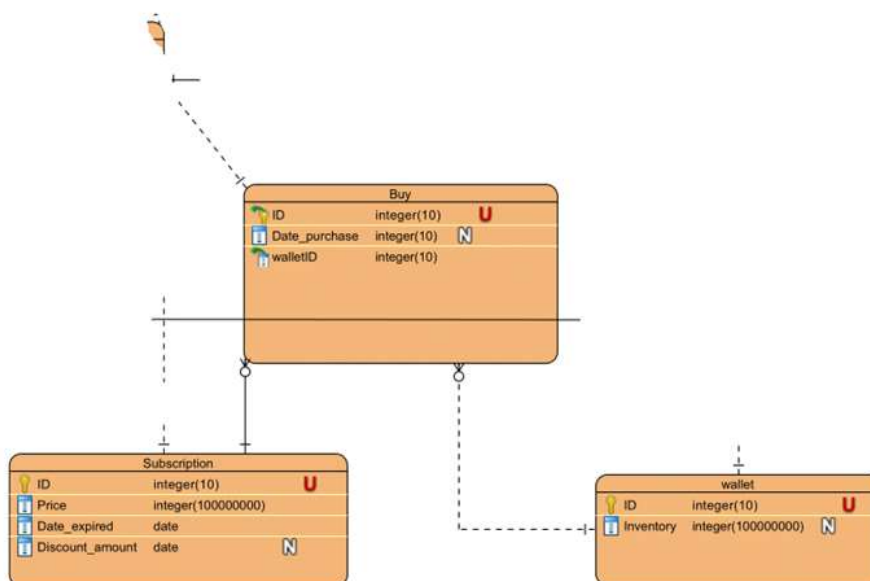 Buy
ID integer(10) U
Date_purchase integer(10) N
walletID integer(10)
Subscription
ID integer(10) U
Price integer(100000000)
Date_expired date
Discount_amount date N
wallet
ID integer(10) U
Inventory integer(100000000) N